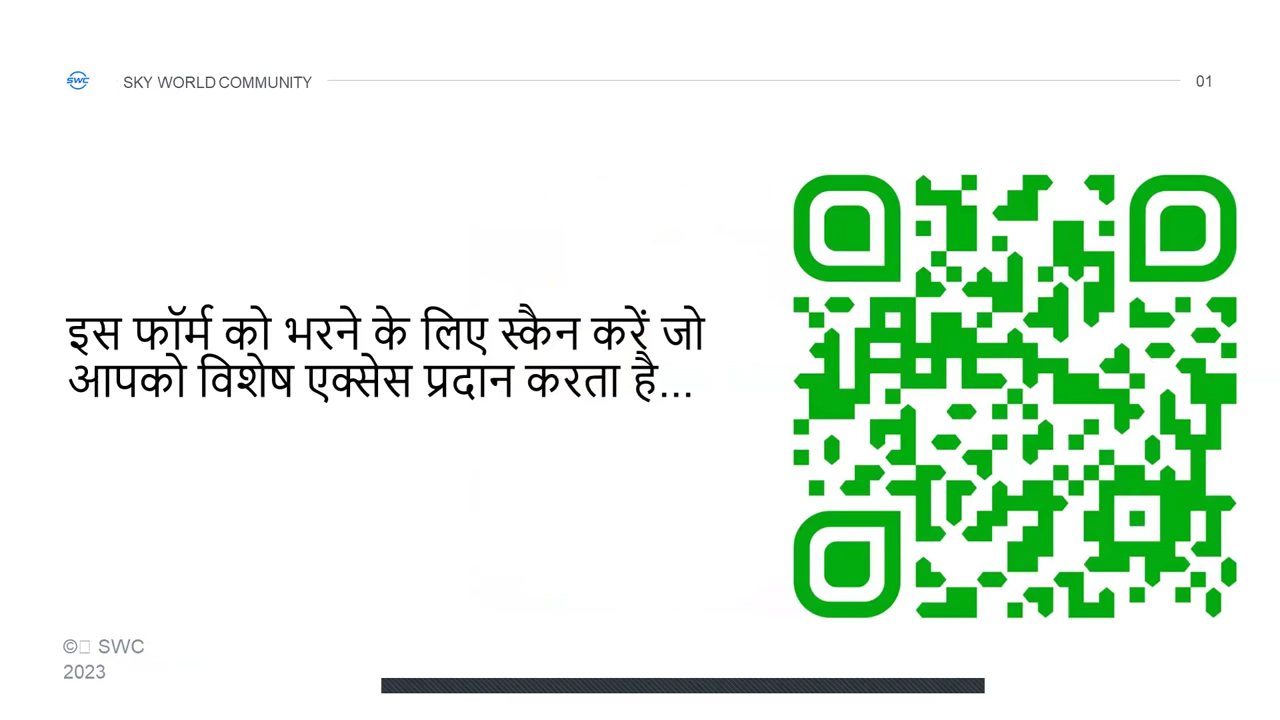 SWC SKY WORLD COMMUNITY 01
इस फॉर्म को भरने के लिए स्कैन करें जो
आपको विशेष एक्सेस प्रदान करता है...
© SWC
2023